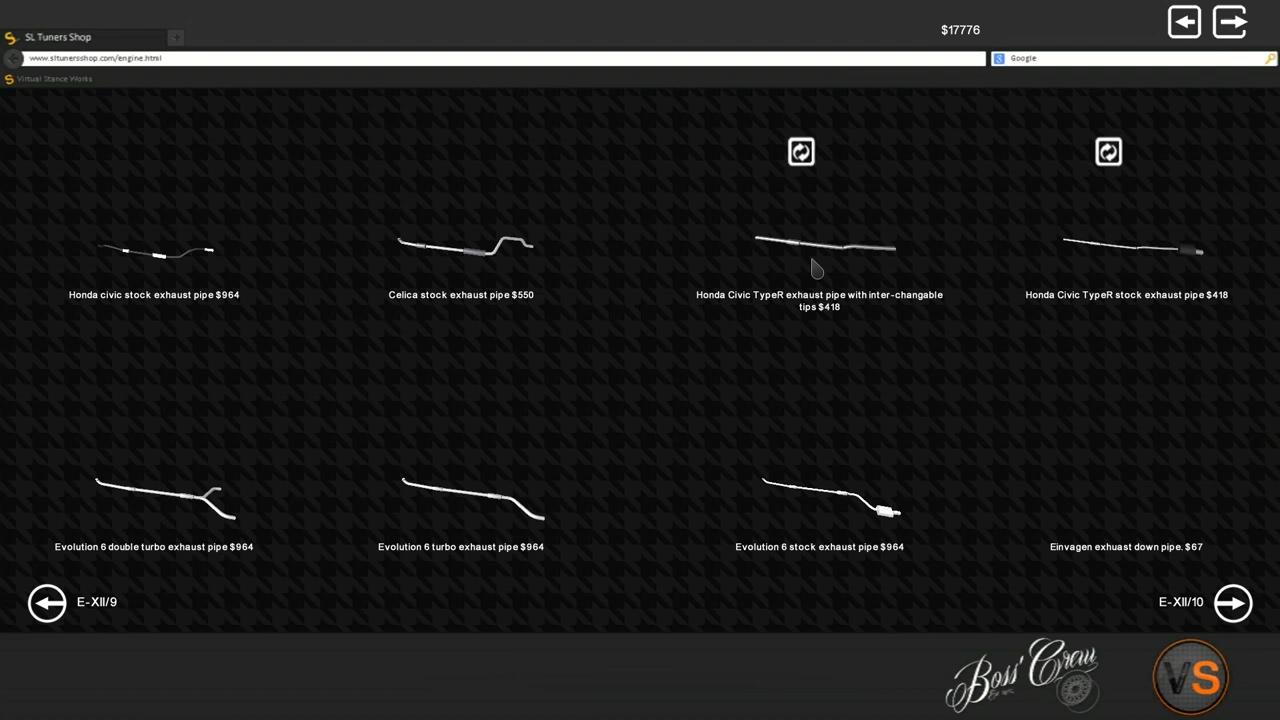 SL Tuners Shop
$17776
www.sltunersshop.com/engine.html
Google
Virtual Stance Works
Honda civic stock exhaust pipe $964
Celica stock exhaust pipe $550
Honda Civic TypeR exhaust pipe with inter-changable
tips $418
Honda Civic TypeR stock exhaust pipe $418
Evolution 6 double turbo exhaust pipe $964
Evolution 6 turbo exhaust pipe $964
Evolution 6 stock exhaust pipe $964
Einvagen exhuast down pipe. $67
E-XII/9
E-XII/10
Boss' Crew
VS